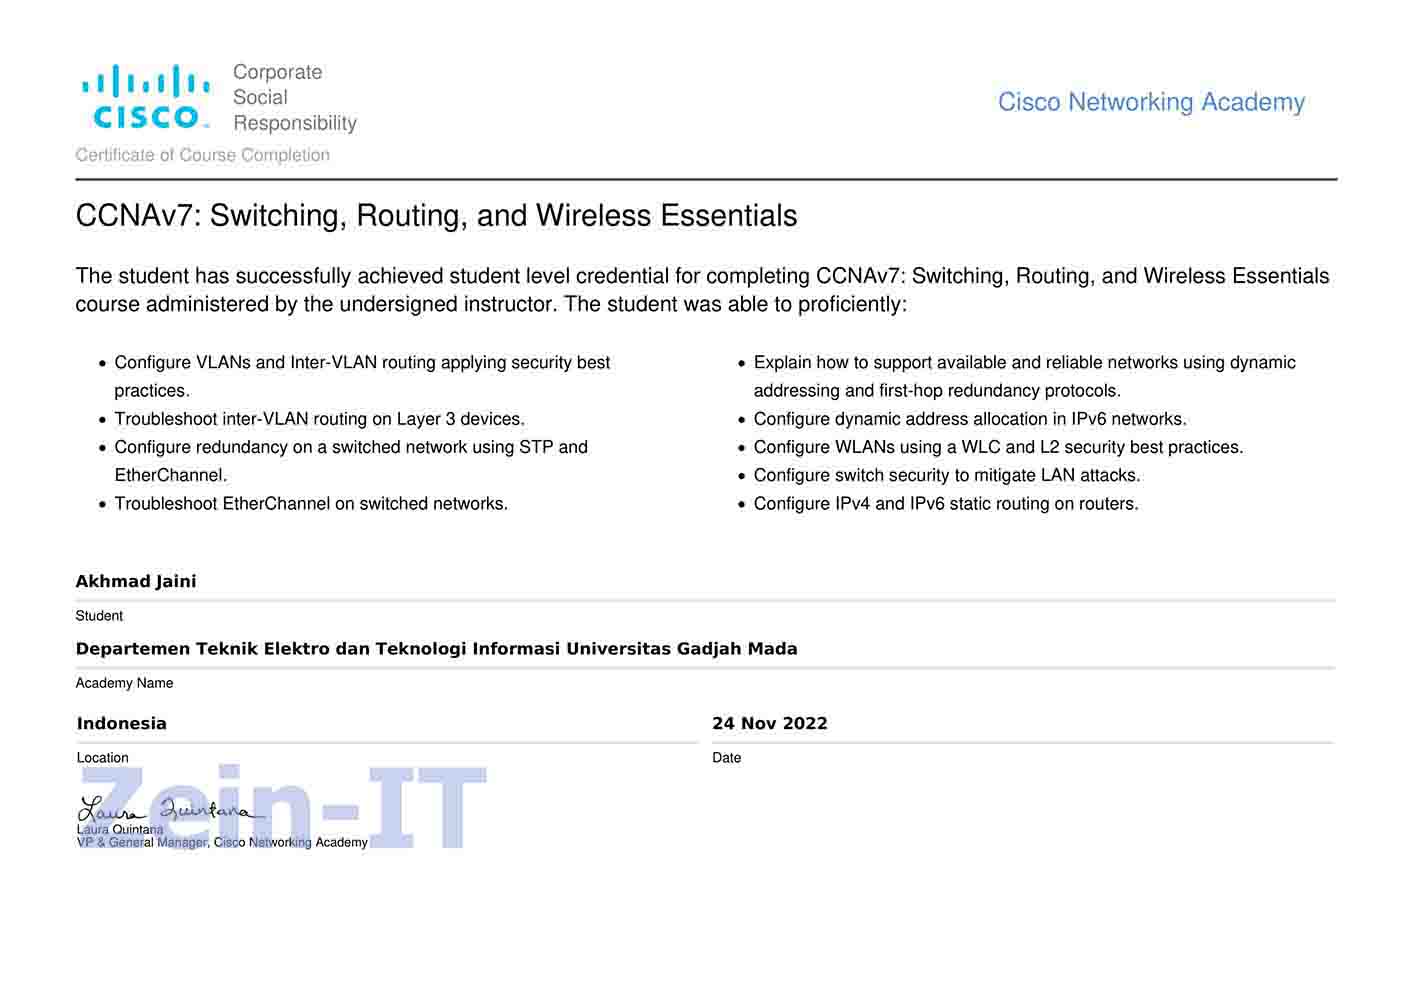 CISCO
Corporate
Social
Responsibility
Cisco Networking Academy
Certificate of Course Completion
CCNAv7: Switching, Routing, and Wireless Essentials
The student has successfully achieved student level credential for completing CCNAv7: Switching, Routing, and Wireless Essentials
course administered by the undersigned instructor. The student was able to proficiently:
• Configure VLANs and Inter-VLAN routing applying security best
practices.
• Troubleshoot inter-VLAN routing on Layer 3 devices.
• Configure redundancy on a switched network using STP and
EtherChannel.
• Troubleshoot EtherChannel on switched networks.
• Explain how to support available and reliable networks using dynamic
addressing and first-hop redundancy protocols.
• Configure dynamic address allocation in IPv6 networks.
• Configure WLANs using a WLC and L2 security best practices.
• Configure switch security to mitigate LAN attacks.
• Configure IPv4 and IPv6 static routing on routers.
Akhmad Jaini
Student
Departemen Teknik Elektro dan Teknologi Informasi Universitas Gadjah Mada
Academy Name
Indonesia
Location
24 Nov 2022
Date
Zein-IT
Laura Quintana
Laura Quintana
VP & General Manager, Cisco Networking Academy